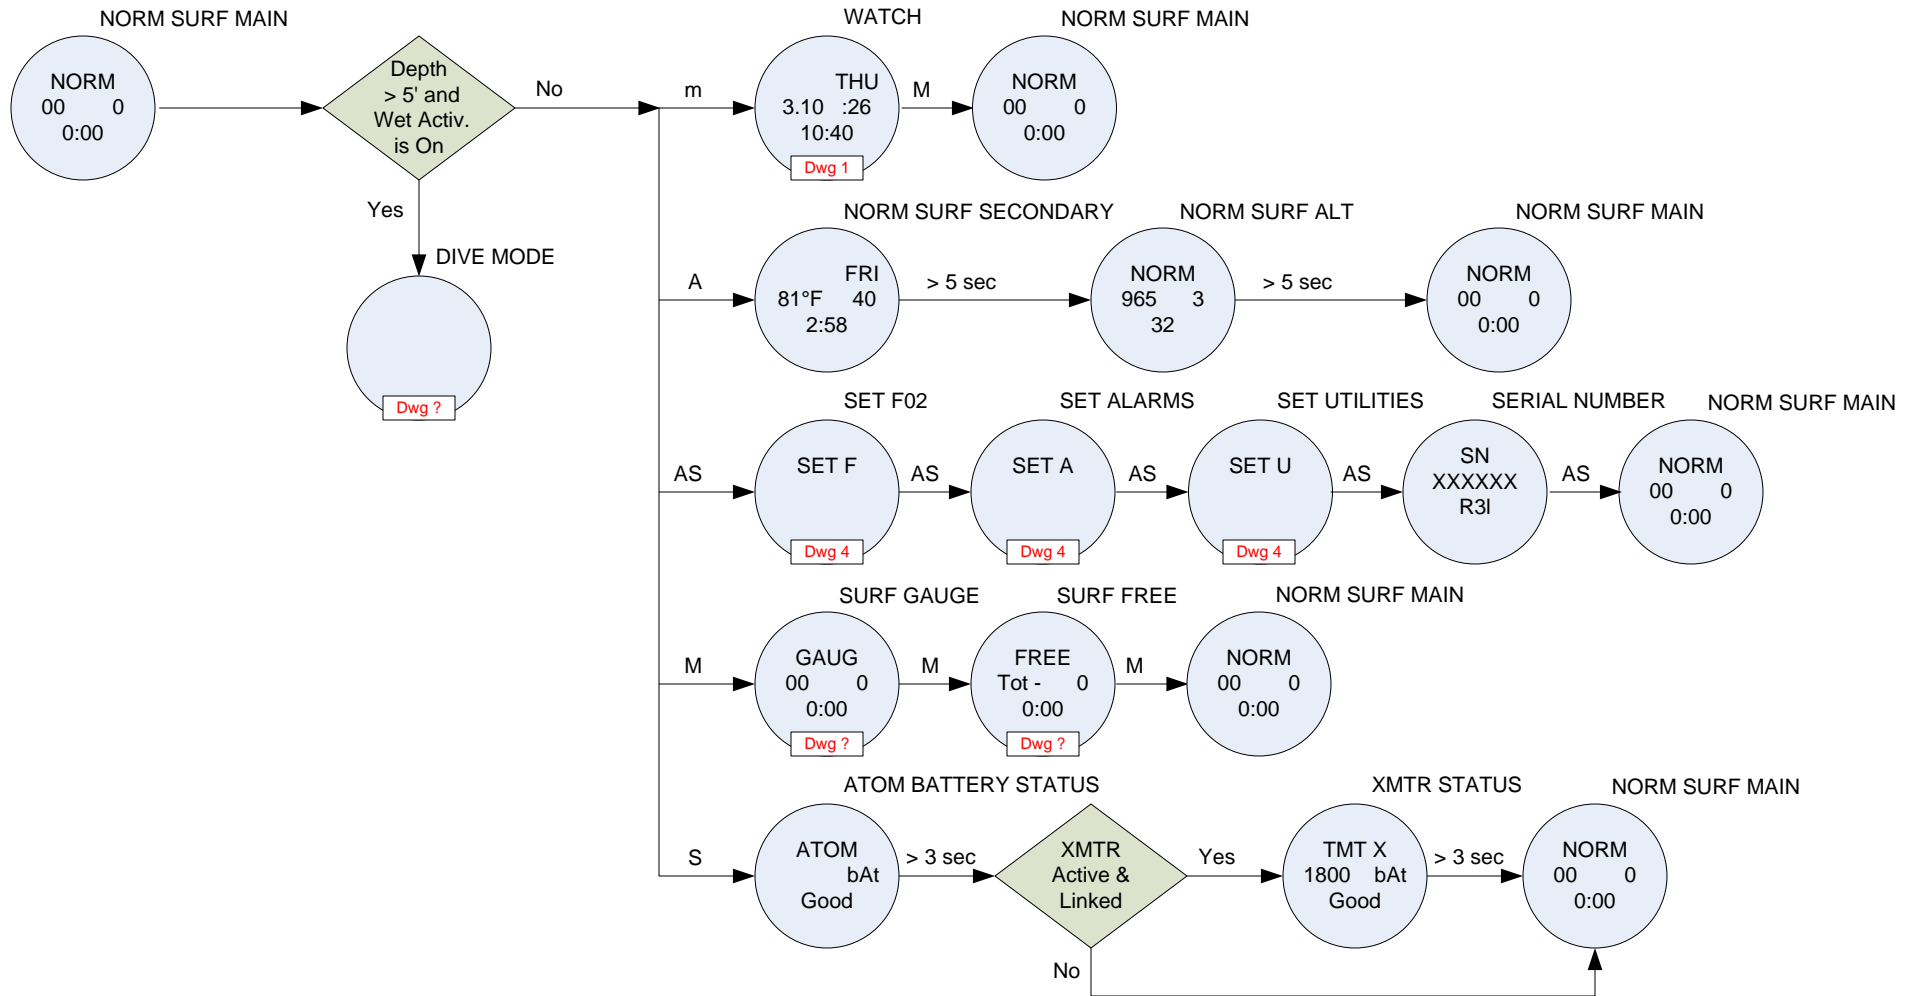 NORM SURF MAIN
NORM
00 0
0:00
Depth
> 5' and
Wet Activ.
is On
No
Yes
DIVE MODE
Dwg ?
m
WATCH
THU
3.10 :26
10:40
Dwg 1
M
NORM SURF MAIN
NORM
00 0
0:00
A
NORM SURF SECONDARY
FRI
81°F 40
2:58
> 5 sec
NORM SURF ALT
NORM
965 3
32
> 5 sec
NORM SURF MAIN
NORM
00 0
0:00
AS
SET F02
SET F
Dwg 4
AS
SET ALARMS
SET A
Dwg 4
AS
SET UTILITIES
SET U
Dwg 4
AS
SERIAL NUMBER
SN
XXXXXX
R3I
AS
NORM SURF MAIN
NORM
00 0
0:00
M
SURF GAUGE
GAUG
00 0
0:00
Dwg ?
M
SURF FREE
FREE
Tot - 0
0:00
Dwg ?
M
NORM SURF MAIN
NORM
00 0
0:00
S
ATOM BATTERY STATUS
ATOM
bAt
Good
> 3 sec
XMTR
Active &
Linked
Yes
No
XMTR STATUS
TMT X
1800 bAt
Good
> 3 sec
NORM SURF MAIN
NORM
00 0
0:00